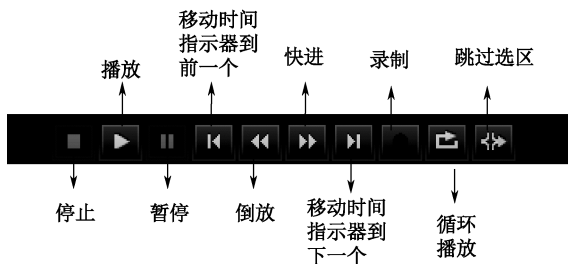 播放
移动时间
指示器到
前一个
快进
录制
跳过选区
停止
暂停
倒放
移动时间
指示器到
下一个
循环
播放